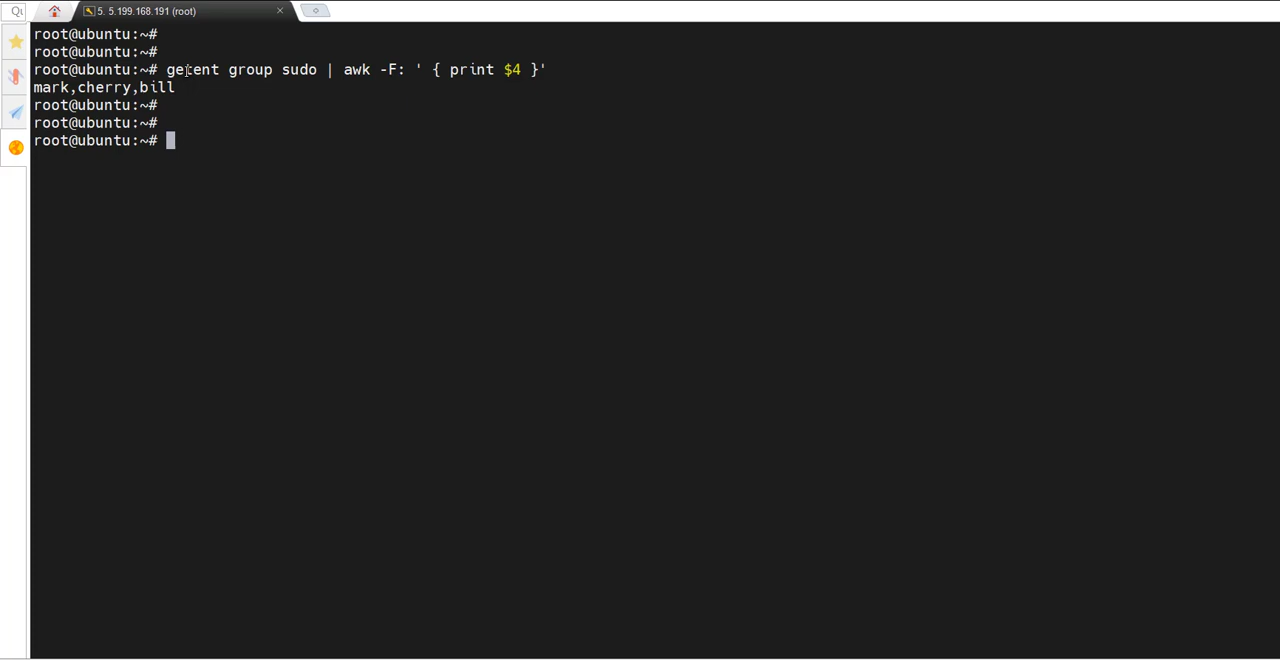 Qu
5. 5.199.168.191 (root)
root@ubuntu:~#
root@ubuntu:~#
root@ubuntu:~# getent group sudo | awk -F: ' { print $4 }'
mark,cherry,bill
root@ubuntu:~#
root@ubuntu:~#
root@ubuntu:~#